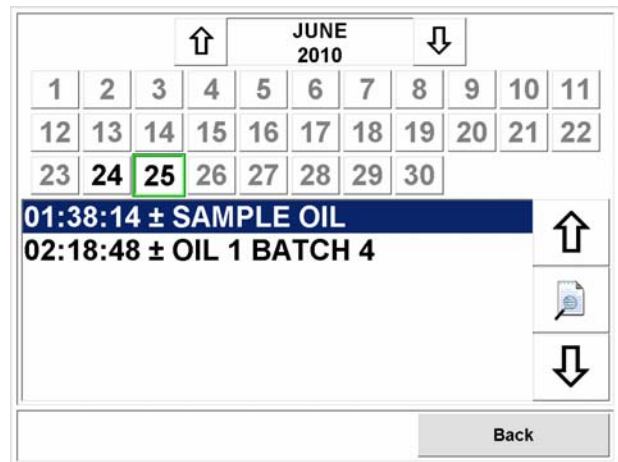 JUNE
2010
1 2 3 4 5 6 7 8 9 10 11
12 13 14 15 16 17 18 19 20 21 22
23 24 25 26 27 28 29 30
01:38:14 ± SAMPLE OIL
02:18:48 ± OIL 1 BATCH 4
Back